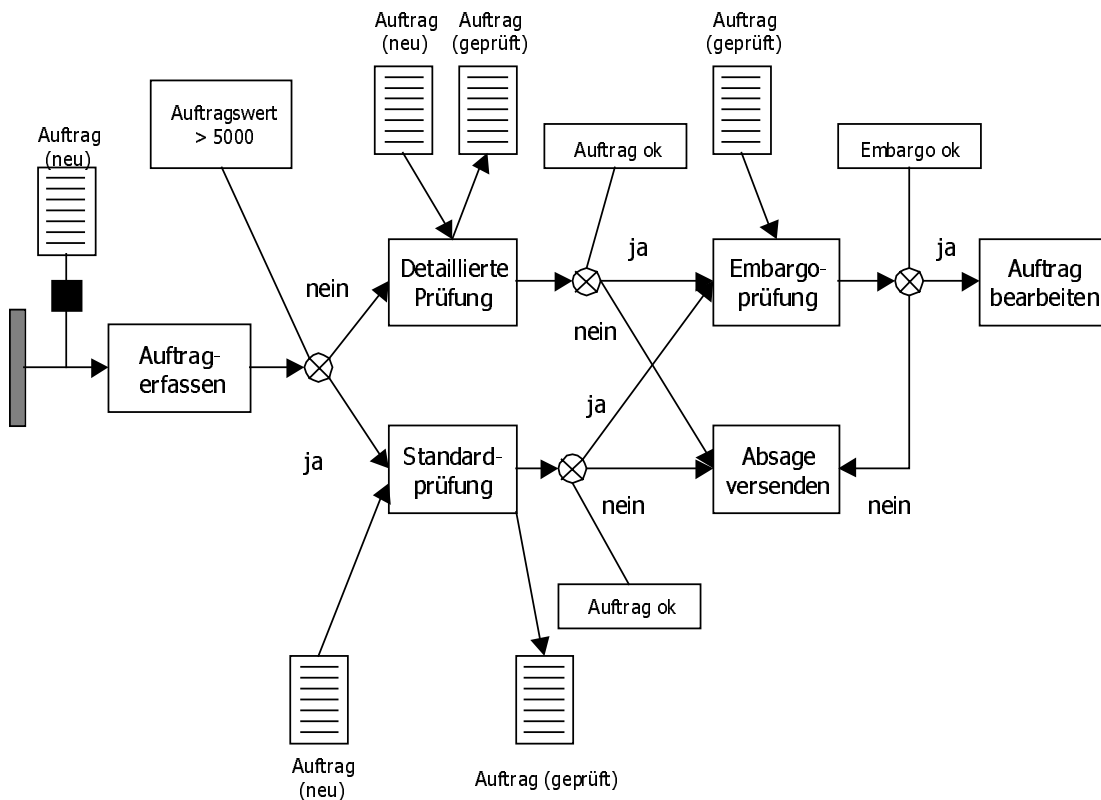 Auftrag
(neu)
Auftrag
(geprüft)
Auftrag
(geprüft)
Auftragswert
> 5000
Auftrag
(neu)
Auftrag ok
Embargo ok
Detaillierte
Prüfung
ja
Embargo-
prüfung
ja
Auftrag
bearbeiten
nein
nein
Auftrag-
erfassen
ja
ja
Standard-
prüfung
Absage
versenden
nein
nein
Auftrag ok
Auftrag
(neu)
Auftrag (geprüft)